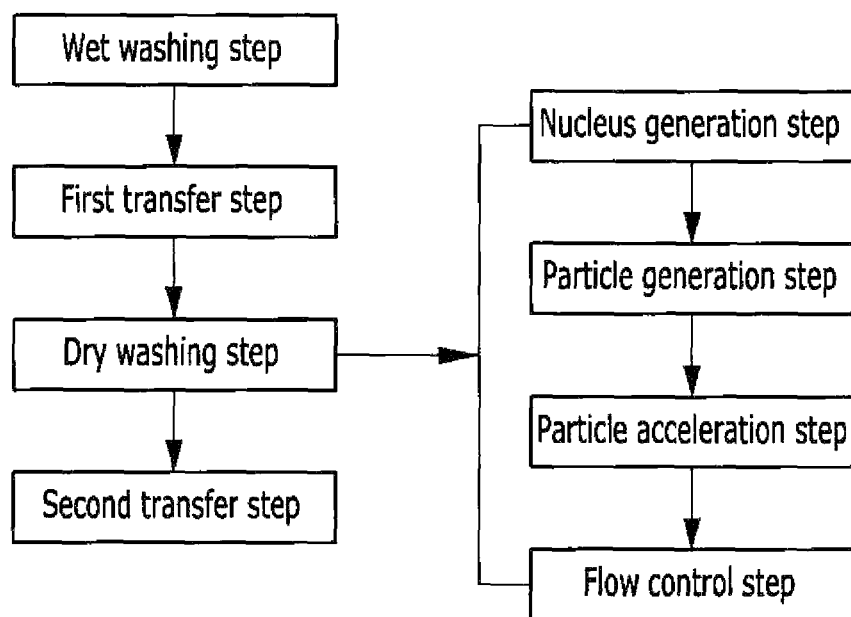 Wet washing step
First transfer step
Dry washing step
Second transfer step
Nucleus generation step
Particle generation step
Particle acceleration step
Flow control step